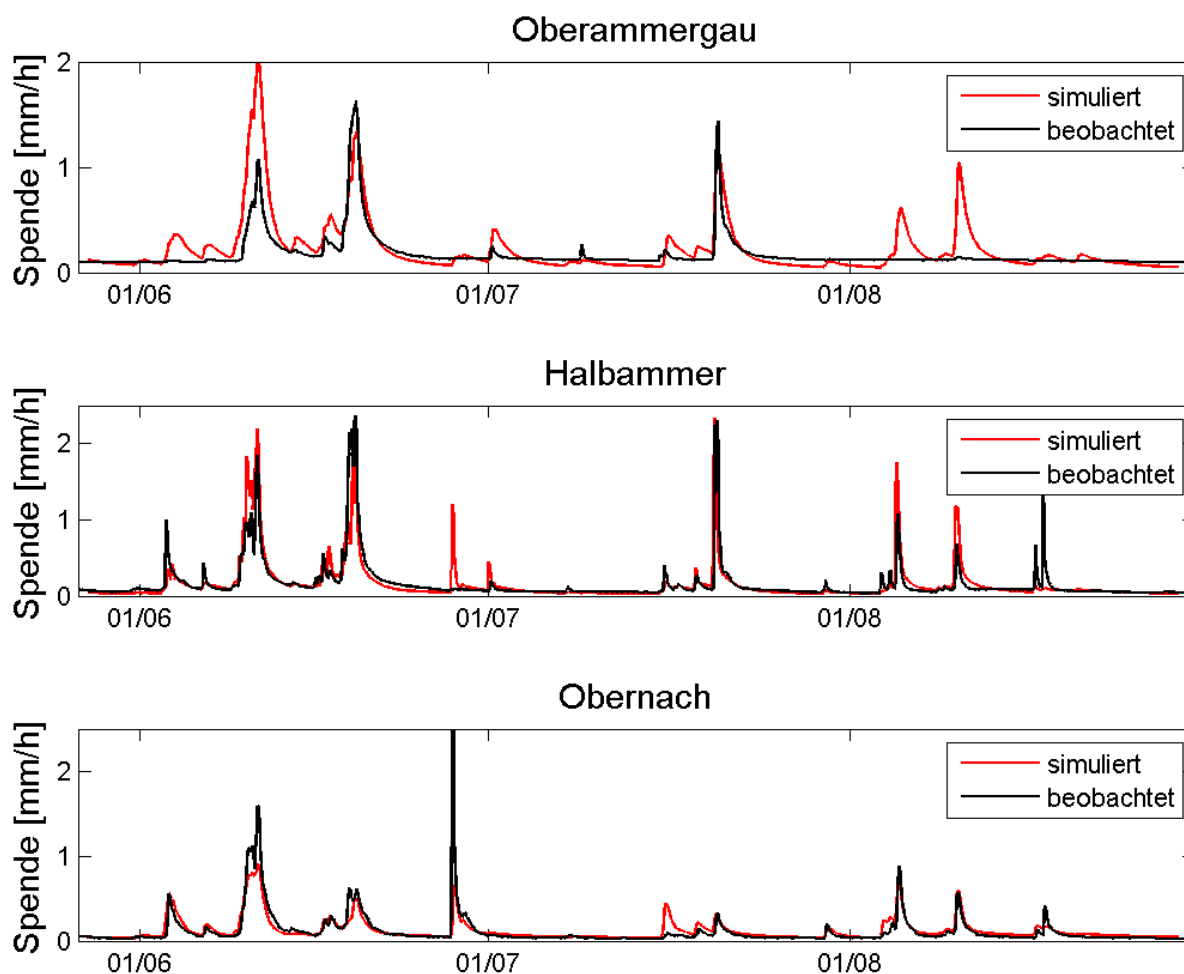 Oberammergau
Spende [mm/h]
2
1
0
simuliert
beobachtet
01/06
01/07
01/08
Halbammer
Spende [mm/h]
2
1
0
simuliert
beobachtet
01/06
01/07
01/08
Obernach
Spende [mm/h]
2
1
0
simuliert
beobachtet
01/06
01/07
01/08